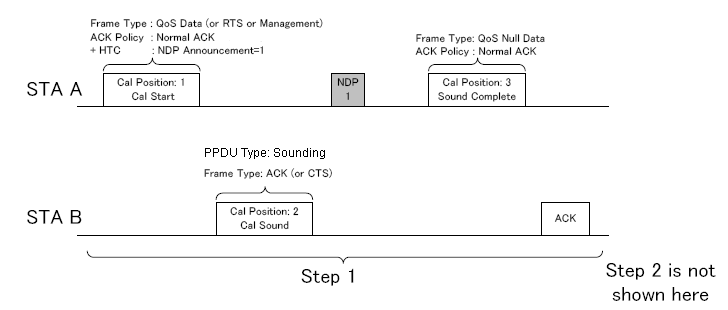 Frame Type : QoS Data (or RTS or Management)
ACK Policy : Normal ACK
+ HTC : NDP Announcement=1
Frame Type: QoS Null Data
ACK Policy : Normal ACK
STA A
Cal Position: 1
Cal Start
NDP
1
Cal Position: 3
Sound Complete
PPDU Type: Sounding
Frame Type: ACK (or CTS)
STA B
Cal Position: 2
Cal Sound
ACK
Step 1
Step 2 is not
shown here